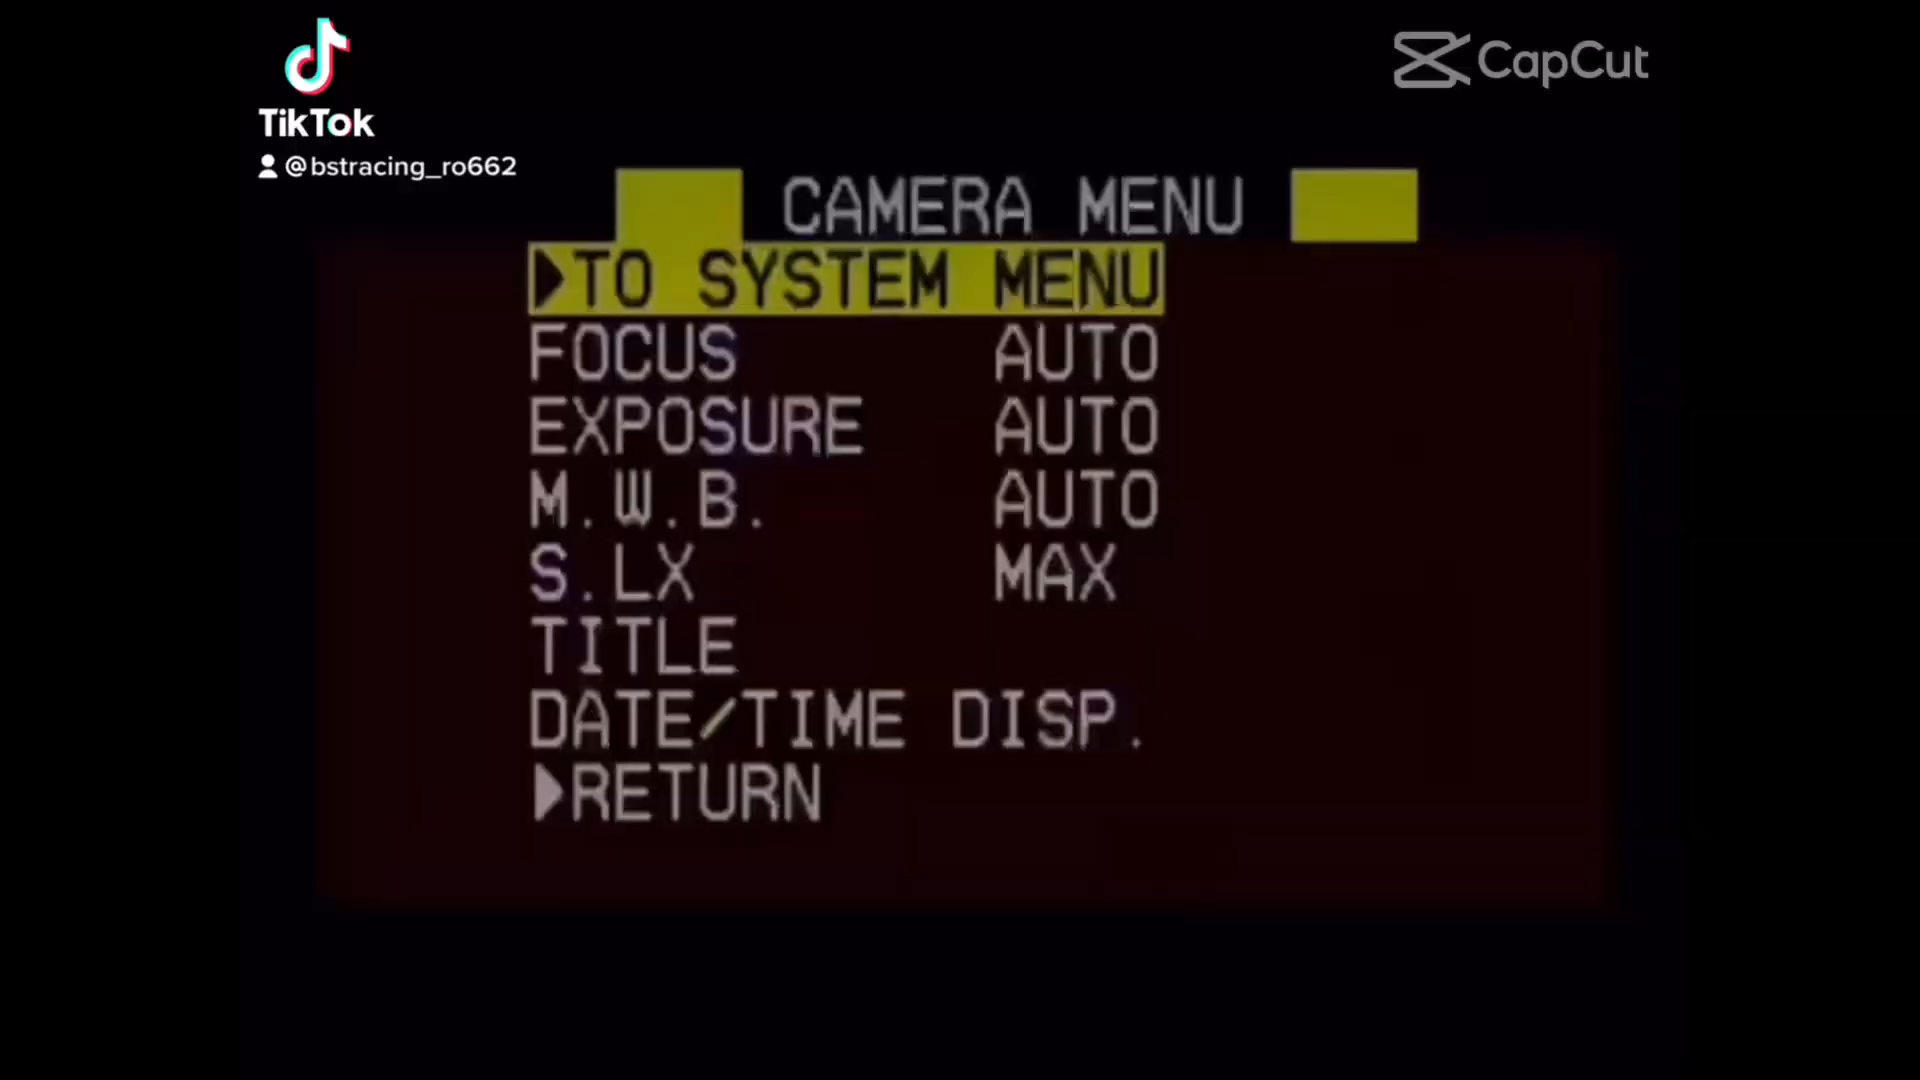 TikTok
@bstracing_ro662
CapCut
CAMERA MENU
▶TO SYSTEM MENU
FOCUS AUTO
EXPOSURE AUTO
M.W.B. AUTO
S.LX MAX
TITLE
DATE/TIME DISP.
▶RETURN